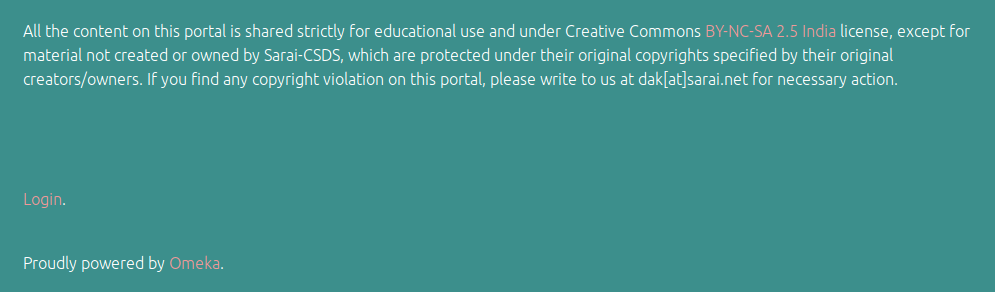 All the content on this portal is shared strictly for educational use and under Creative Commons BY-NC-SA 2.5 India license, except for
material not created or owned by Sarai-CSDS, which are protected under their original copyrights specified by their original
creators/owners. If you find any copyright violation on this portal, please write to us at dak[at]sarai.net for necessary action.
Login.
Proudly powered by Omeka.